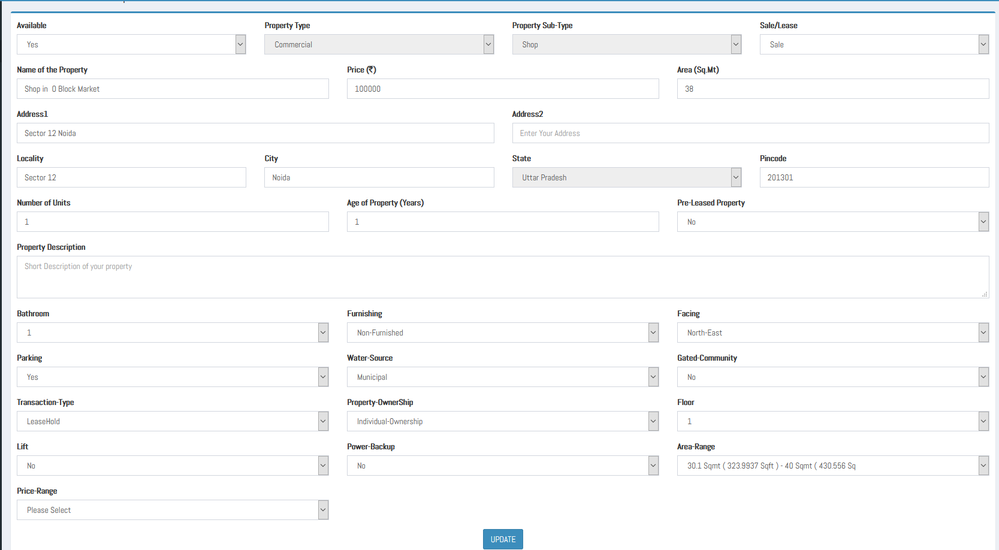 Available Property Type Property Sub-Type Sale/Lease
Yes Commercial Shop Sale
Name of the Property Price (₹) Area (Sq.Mt)
Shop in  O Block Market 100000 38
Address1 Address2
Sector 12 Noida Enter Your Address
Locality City State Pincode
Sector 12 Noida Uttar Pradesh 201301
Number of Units Age of Property (Years) Pre-Leased Property
1 1 No
Property Description
Short Description of your property
Bathroom Furnishing Facing
1 Non-Furnished North-East
Parking Water-Source Gated-Community
Yes Municipal No
Transaction-Type Property-OwnerShip Floor
LeaseHold Individual-Ownership 1
Lift Power-Backup Area-Range
No No 30.1 Sqmt ( 323.9937 Sqft ) - 40 Sqmt ( 430.556 Sq
Price-Range
Please Select
UPDATE